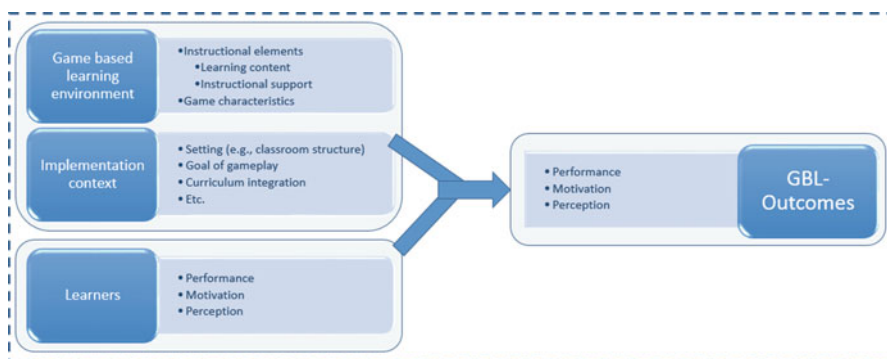 Game based
learning
environment
•Instructional elements
•Learning content
•Instructional support
•Game characteristics
Implementation
context
•Setting (e.g., classroom structure)
•Goal of gameplay
•Curriculum integration
•Etc.
Learners
•Performance
•Motivation
•Perception
•Performance
•Motivation
•Perception
GBL-
Outcomes